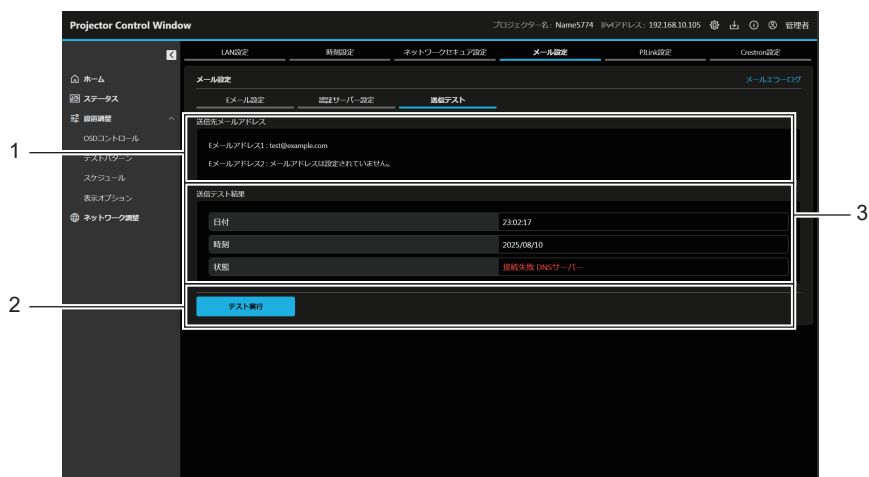 Projector Control Window プロジェクター名: Name5774 IPv4アドレス: 192.168.10.105 管理者
LAN設定 時刻設定 ネットワークセキュア設定 メール設定 PJLink設定 Crestron設定
ホーム
ステータス
設置調整
OSDコントロール
テストパターン
スケジュール
表示オプション
ネットワーク調整
メール設定 メールエラーログ
Eメール設定 認証サーバー設定 送信テスト
送信先メールアドレス
Eメールアドレス1 : test@example.com
Eメールアドレス2 : メールアドレスは設定されていません。
送信テスト結果
日付 23:02:17
時刻 2025/08/10
状態 接続失敗 DNSサーバー
テスト実行
1
2
3